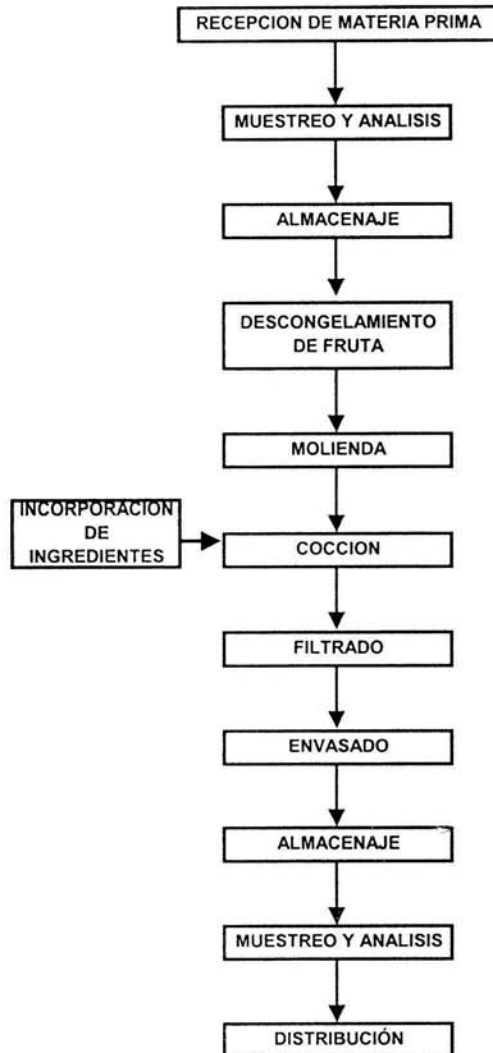 RECEPCION DE MATERIA PRIMA
MUESTREO Y ANALISIS
ALMACENAJE
DESCONGELAMIENTO
DE FRUTA
MOLIENDA
INCORPORACION
DE
INGREDIENTES
COCCION
FILTRADO
ENVASADO
ALMACENAJE
MUESTREO Y ANALISIS
DISTRIBUCIÓN